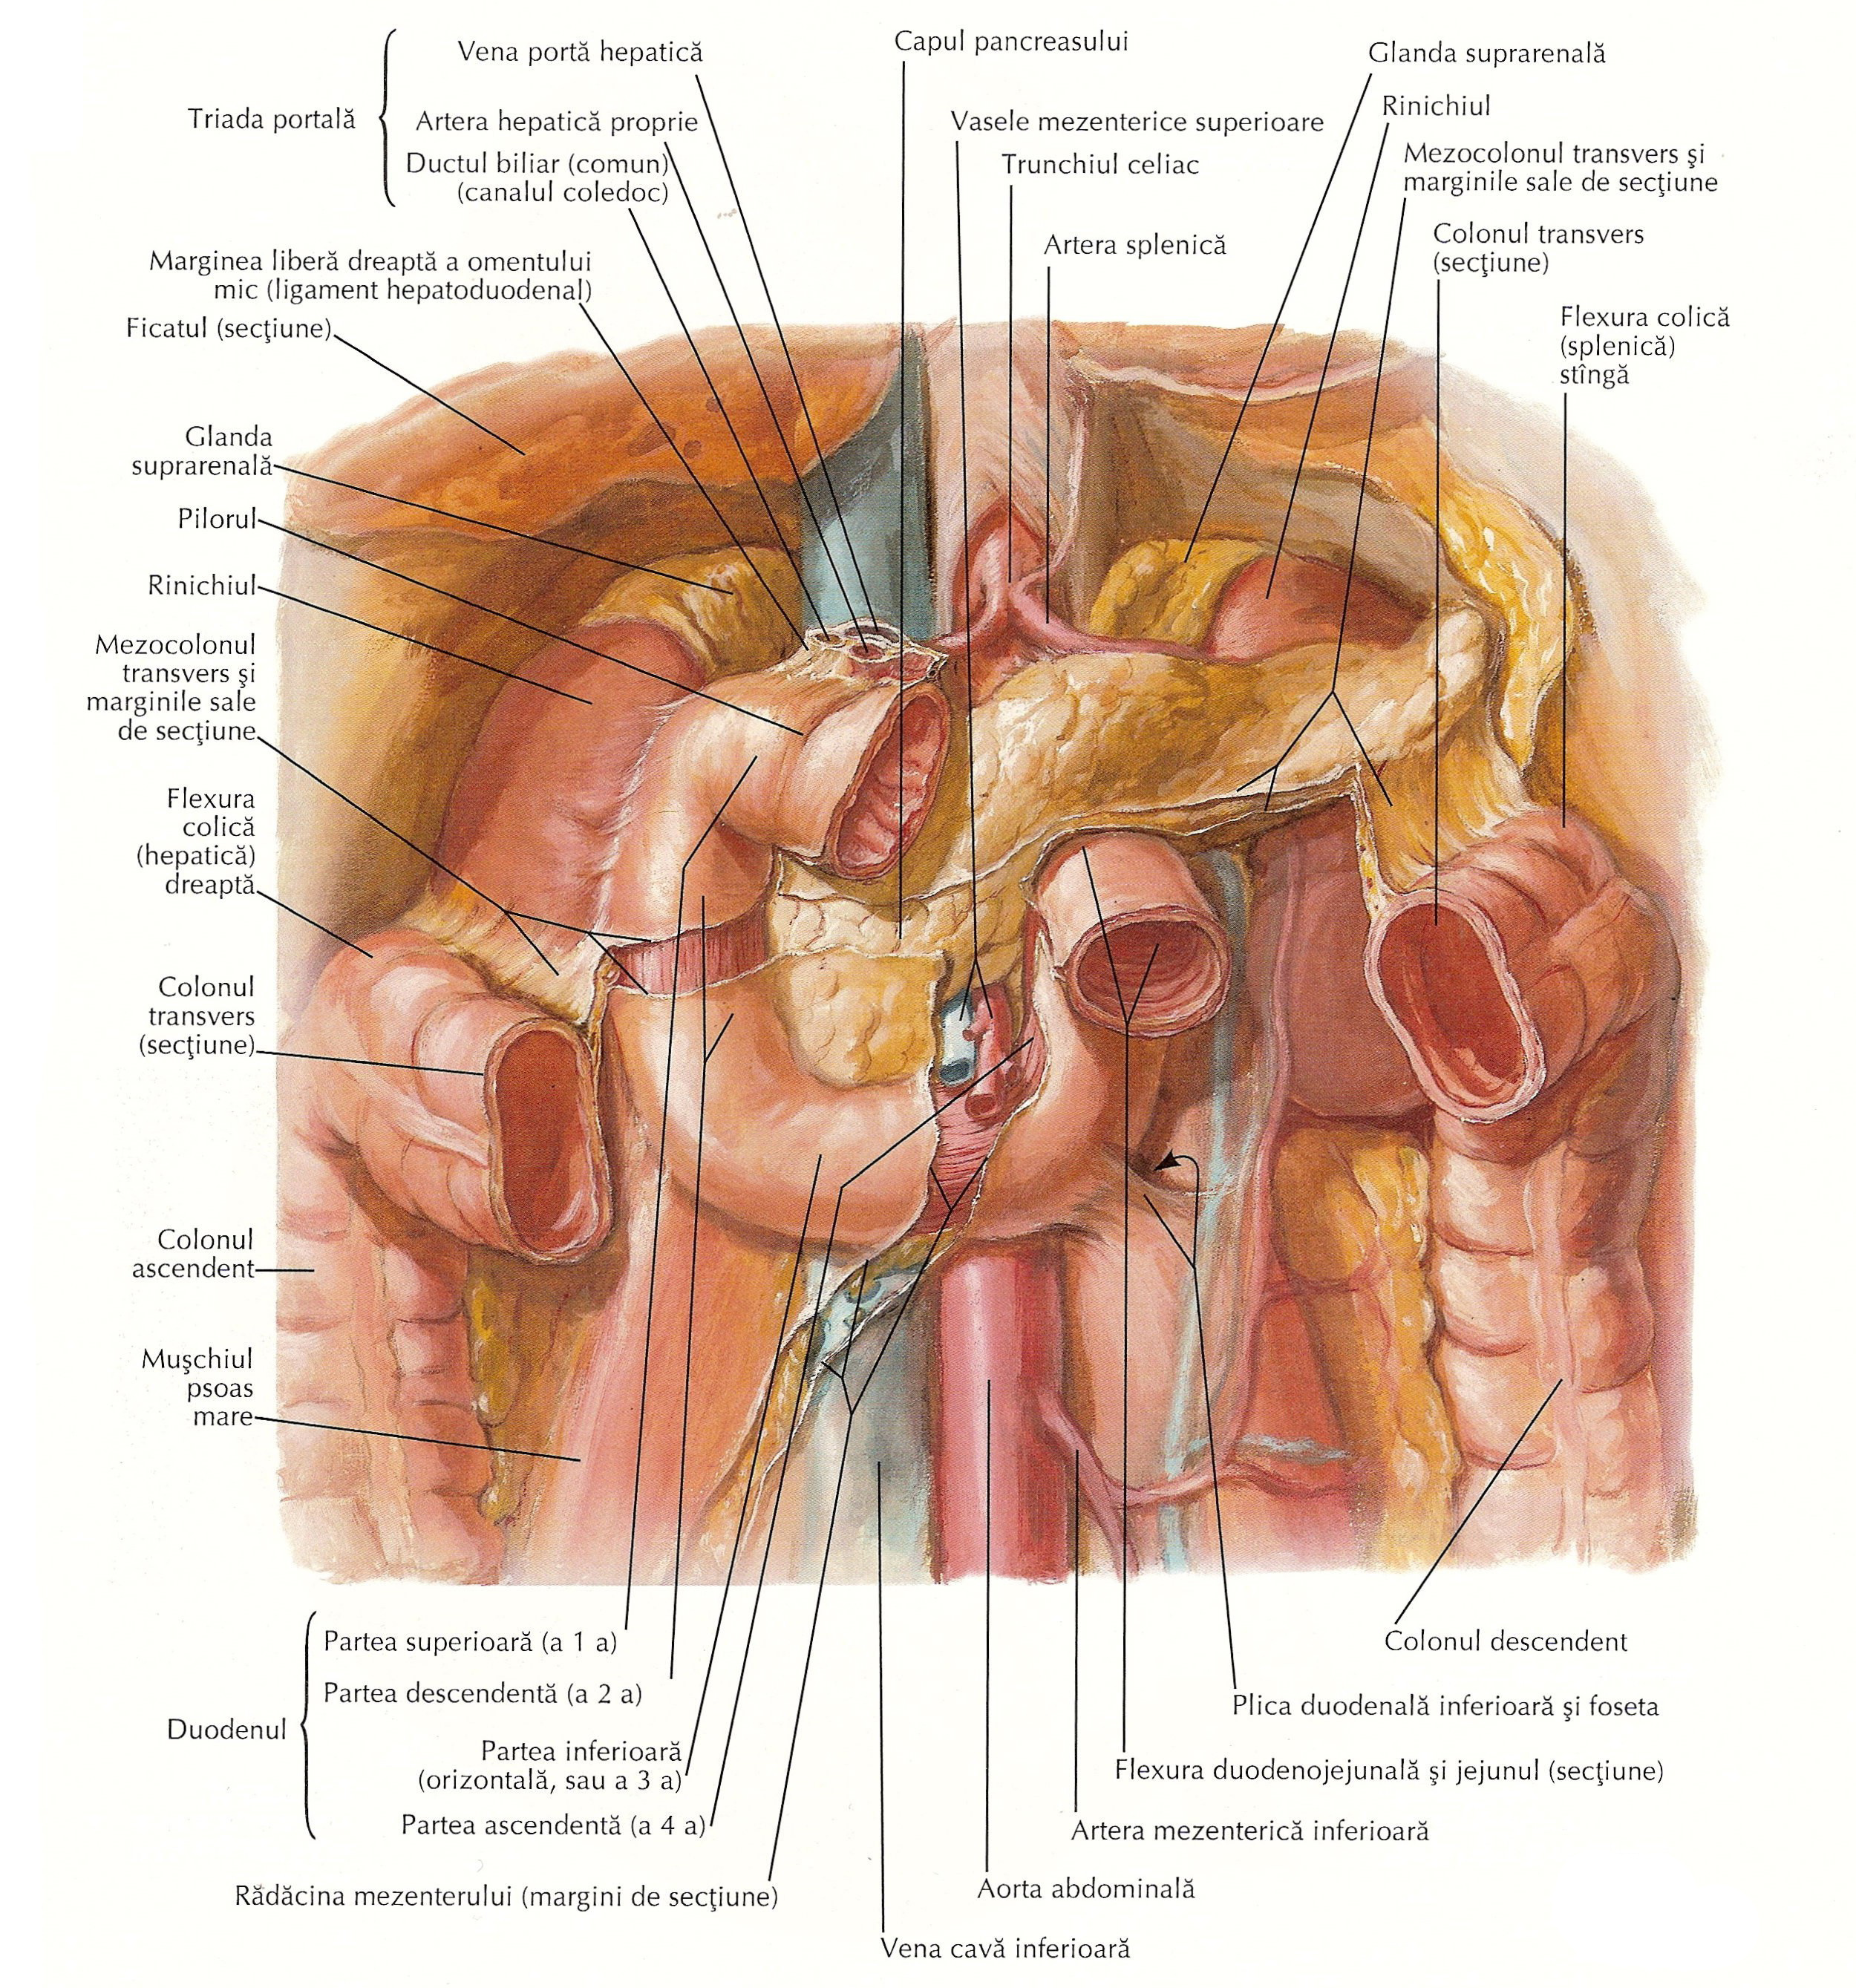 Vena portă hepatică
Triada portală
Artera hepatică proprie
Ductul biliar (comun)
(canalul coledoc)
Marginea liberă dreaptă a omentului
mic (ligament hepatoduodenal)
Ficatul (secţiune)
Glanda
suprarenală
Pilorul
Rinichiul
Mezocolonul
transvers şi
marginile sale
de secţiune
Flexura
colică
(hepatică)
dreaptă
Colonul
transvers
(secţiune)
Colonul
ascendent
Muşchiul
psoas
mare
Capul pancreasului
Vasele mezenterice superioare
Trunchiul celiac
Artera splenică
Glanda suprarenală
Rinichiul
Mezocolonul transvers şi
marginile sale de secţiune
Colonul transvers
(secţiune)
Flexura colică
(splenică)
stîngă
Duodenul
Partea superioară (a 1 a)
Partea descendentă (a 2 a)
Partea inferioară
(orizontală, sau a 3 a)
Partea ascendentă (a 4 a)
Rădăcina mezenterului (margini de secţiune)
Vena cavă inferioară
Aorta abdominală
Artera mezenterică inferioară
Flexura duodenojejunală şi jejunul (secţiune)
Plica duodenală inferioară şi foseta
Colonul descendent